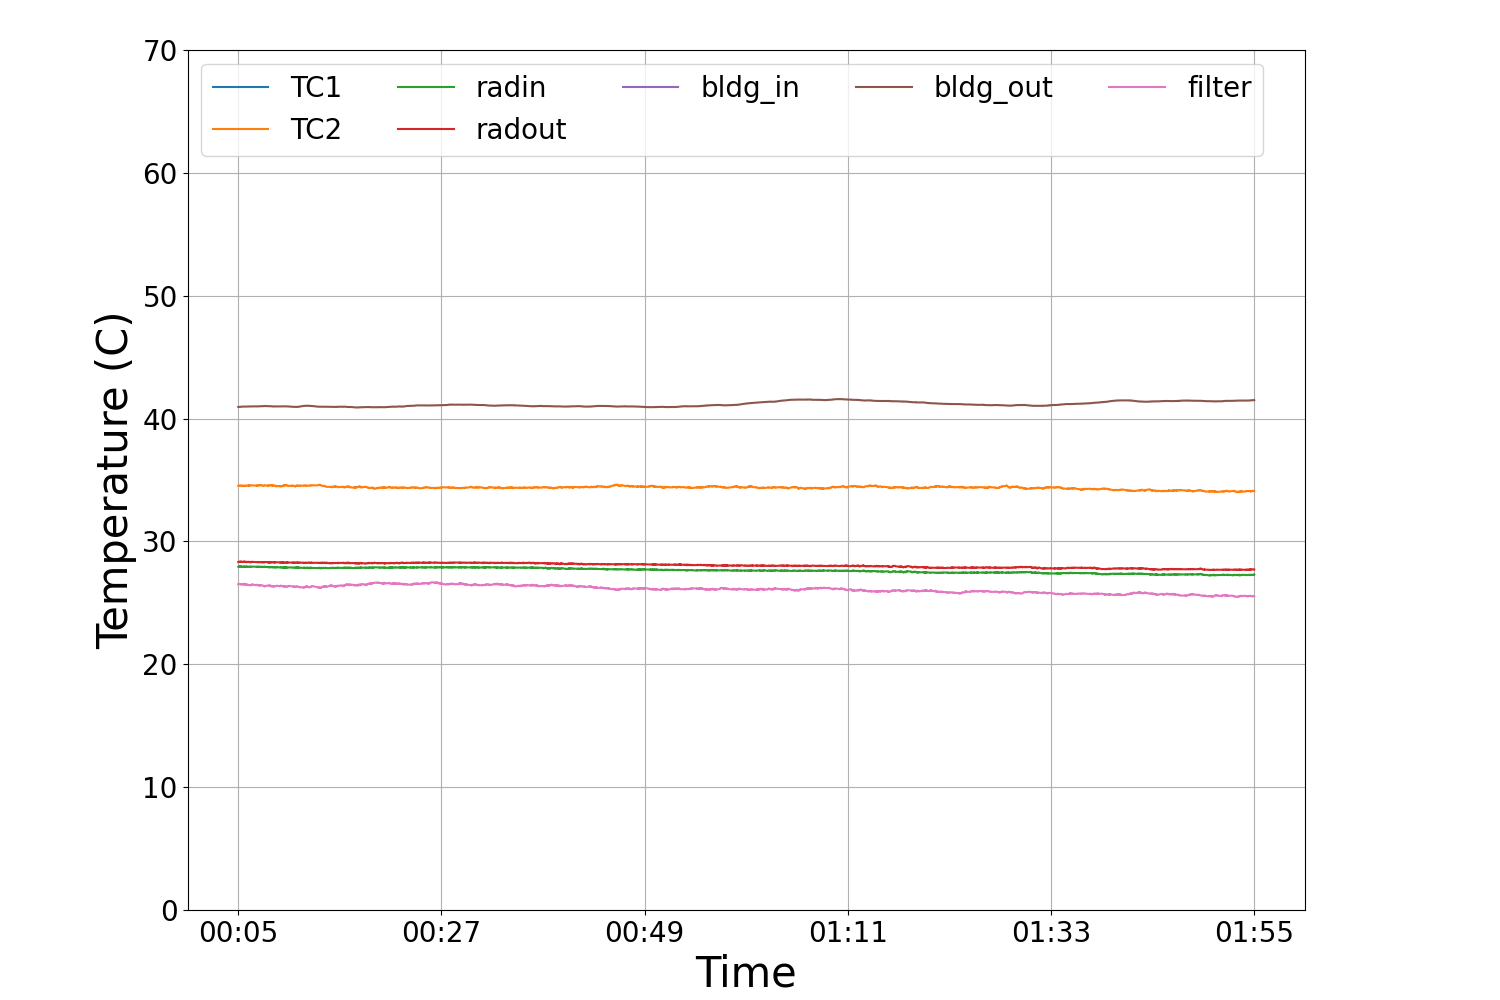 70
60
50
40
30
20
10
0
Temperature (C)
TC1
TC2
radin
radout
bldg_in
bldg_out
filter
00:05 00:27 00:49 01:11 01:33 01:55
Time